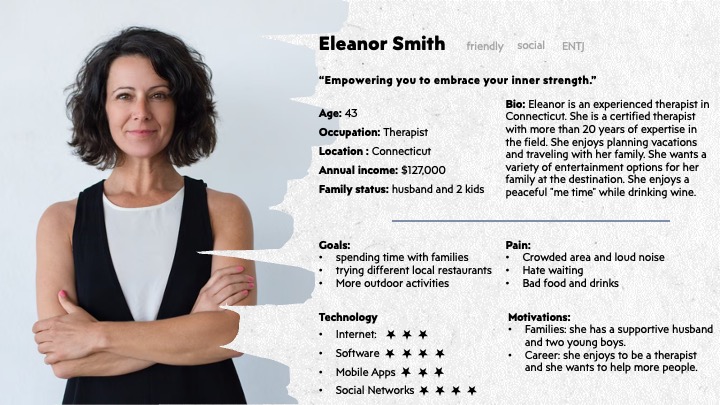 Eleanor Smith friendly social ENTJ
“Empowering you to embrace your inner strength.”
Age: 43
Occupation: Therapist
Location : Connecticut
Annual income: $127,000
Family status: husband and 2 kids
Bio: Eleanor is an experienced therapist in
Connecticut. She is a certified therapist
with more than 20 years of expertise in
the field. She enjoys planning vacations
and traveling with her family. She wants a
variety of entertainment options for her
family at the destination. She enjoys a
peaceful “me time” while drinking wine.
Goals:
• spending time with families
• trying different local restaurants
• More outdoor activities
Pain:
• Crowded area and loud noise
• Hate waiting
• Bad food and drinks
Technology
• Internet: ★ ★ ★
• Software ★ ★ ★ ★
• Mobile Apps ★ ★ ★
• Social Networks ★ ★ ★ ★
Motivations:
• Families: she has a supportive husband
and two young boys.
• Career: she enjoys to be a therapist
and she wants to help more people.